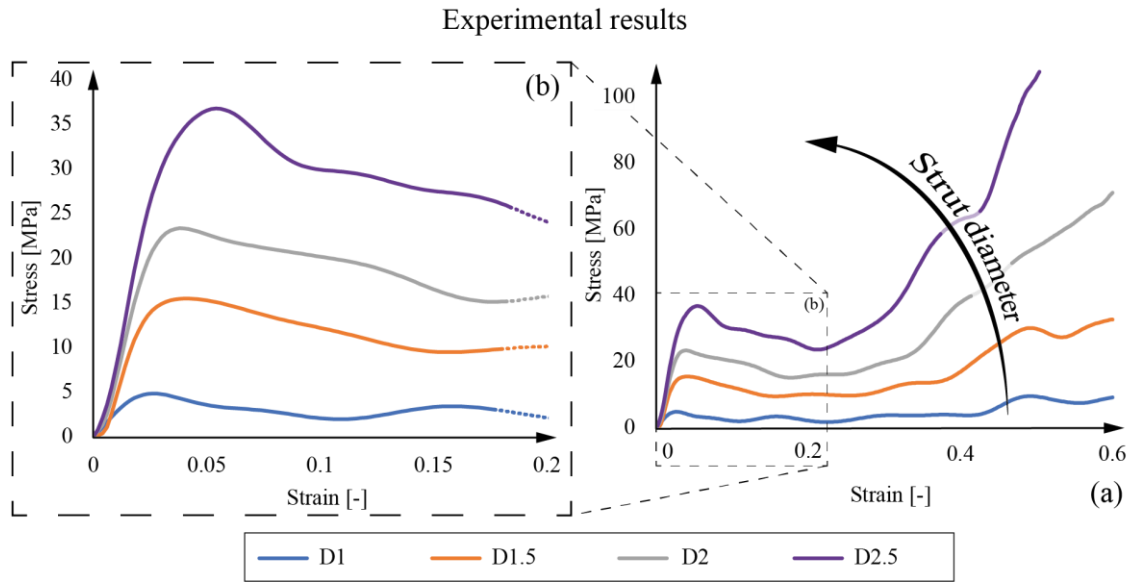 Experimental results
(b)
40
35
30
25
20
15
10
5
0
Stress [MPa]
0 0.05 0.1 0.15 0.2
Strain [-]
100
80
60
40
20
0
Stress [MPa]
Strut diameter
(b)
0 0.2 0.4 0.6
Strain [-]
(a)
D1 D1.5 D2 D2.5